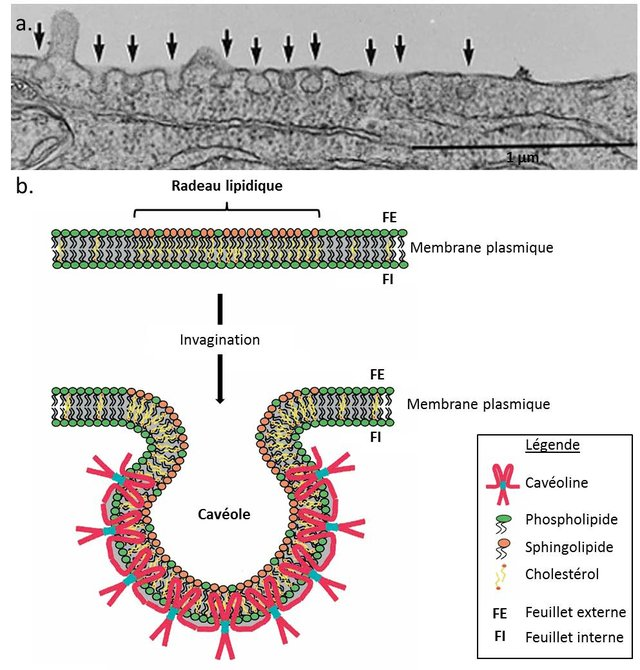 a.
1 µm
b.
Radeau lipidique
FE
Membrane plasmique
FI
Invagination
FE
Membrane plasmique
FI
Cavéole
Légende
Cavéoline
Phospholipide
Sphingolipide
Cholestérol
FE Feuillet externe
FI Feuillet interne